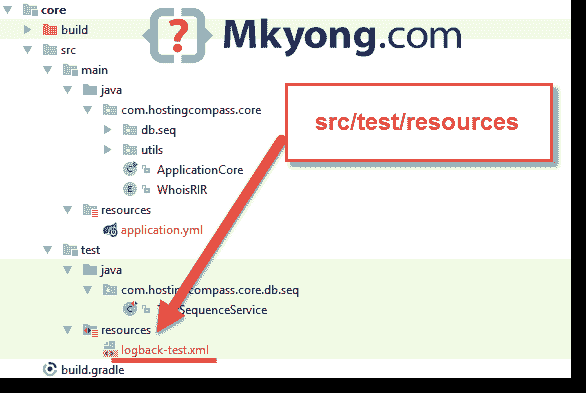 core
build
src
main
java
com.hostingcompass.core
db.seq
utils
ApplicationCore
WhoisRIR
resources
application.yml
test
java
com.hostingcompass.core.db.seq
SequenceService
resources
logback-test.xml
build.gradle
{?} Mkyong.com
src/test/resources